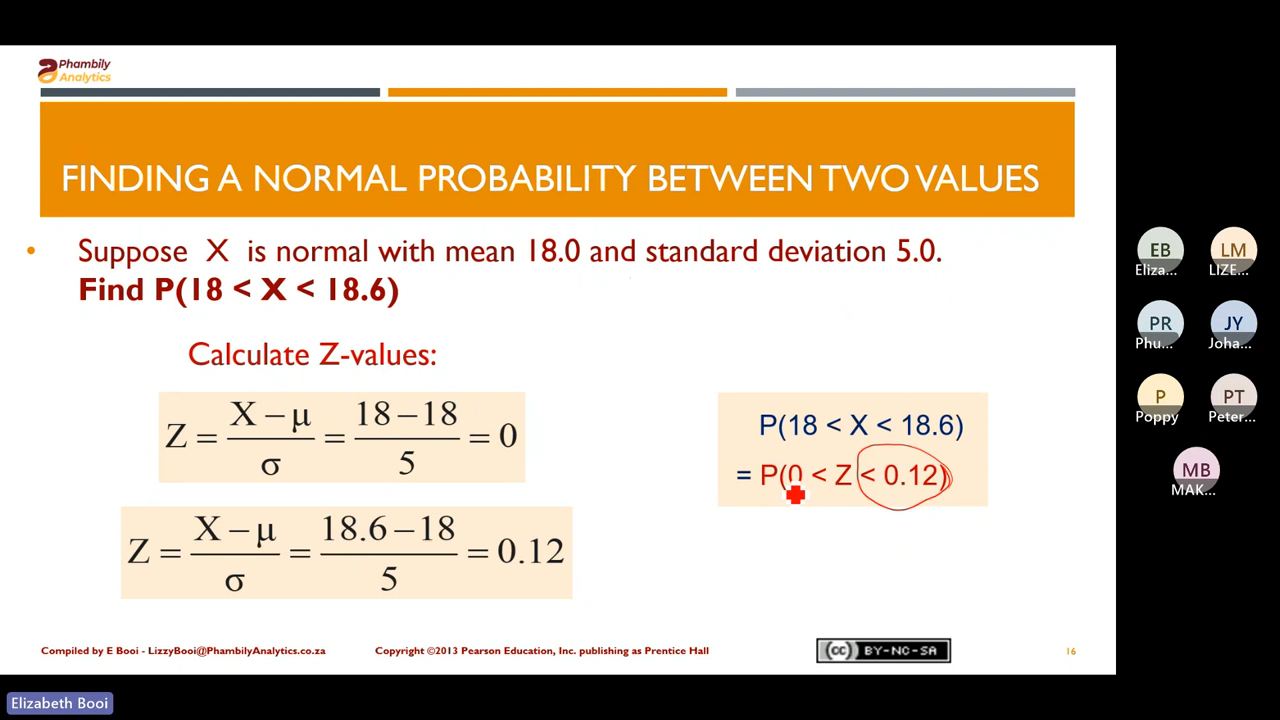 Phambily
Analytics
FINDING A NORMAL PROBABILITY BETWEEN TWO VALUES
• Suppose X is normal with mean 18.0 and standard deviation 5.0.
Find P(18 < X < 18.6)
Calculate Z-values:
Z = (X − μ)/σ = (18 − 18)/5 = 0
Z = (X − μ)/σ = (18.6 − 18)/5 = 0.12
P(18 < X < 18.6)
= P(0 < Z < 0.12)
Compiled by E Booi - LizzyBooi@PhambilyAnalytics.co.za
Copyright ©2013 Pearson Education, Inc. publishing as Prentice Hall
(cc) BY-NC-SA
16
EB
Eliza...
LM
LIZE...
PR
Phu...
JY
Joha...
P
Poppy
PT
Peter...
MB
MAK...
Elizabeth Booi